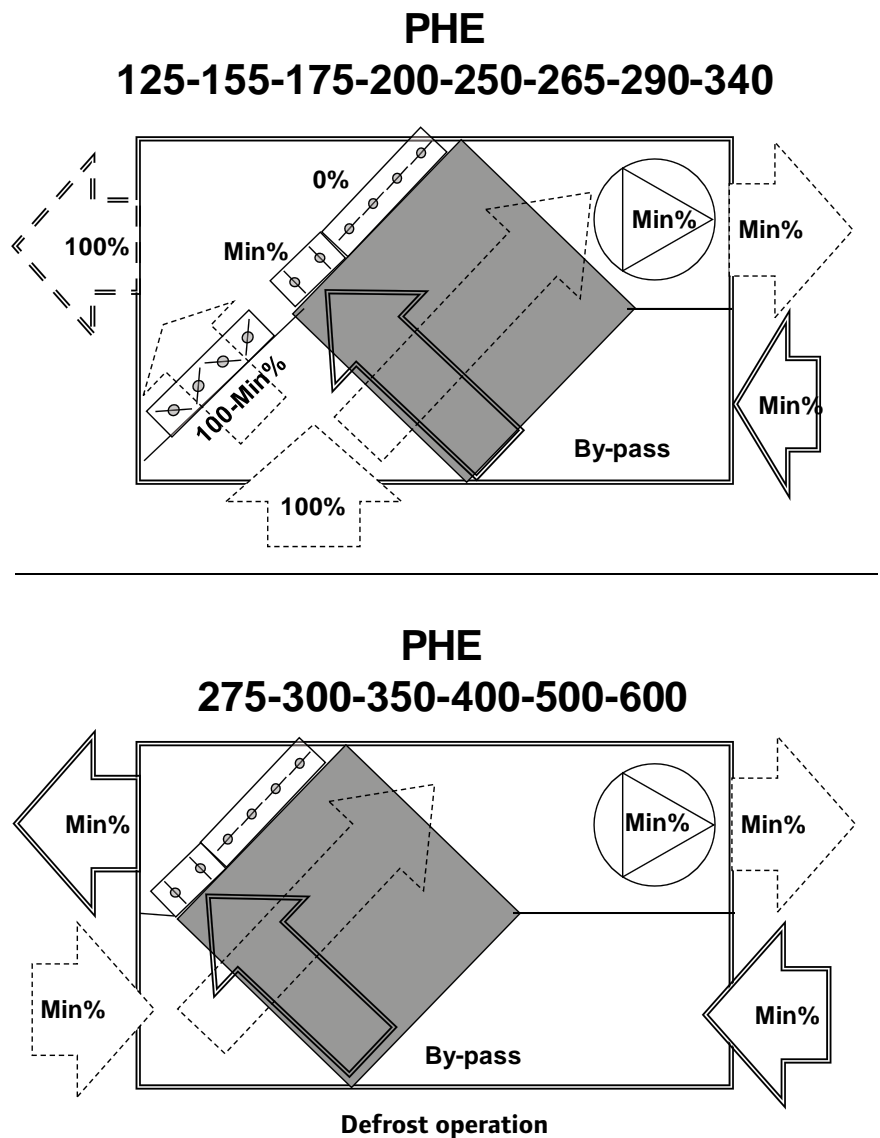 PHE
125-155-175-200-250-265-290-340
0%
Min%
100%
Min%
Min%
100-Min%
Min%
By-pass
100%
PHE
275-300-350-400-500-600
Min%
Min%
Min%
Min%
Min%
By-pass
Defrost operation